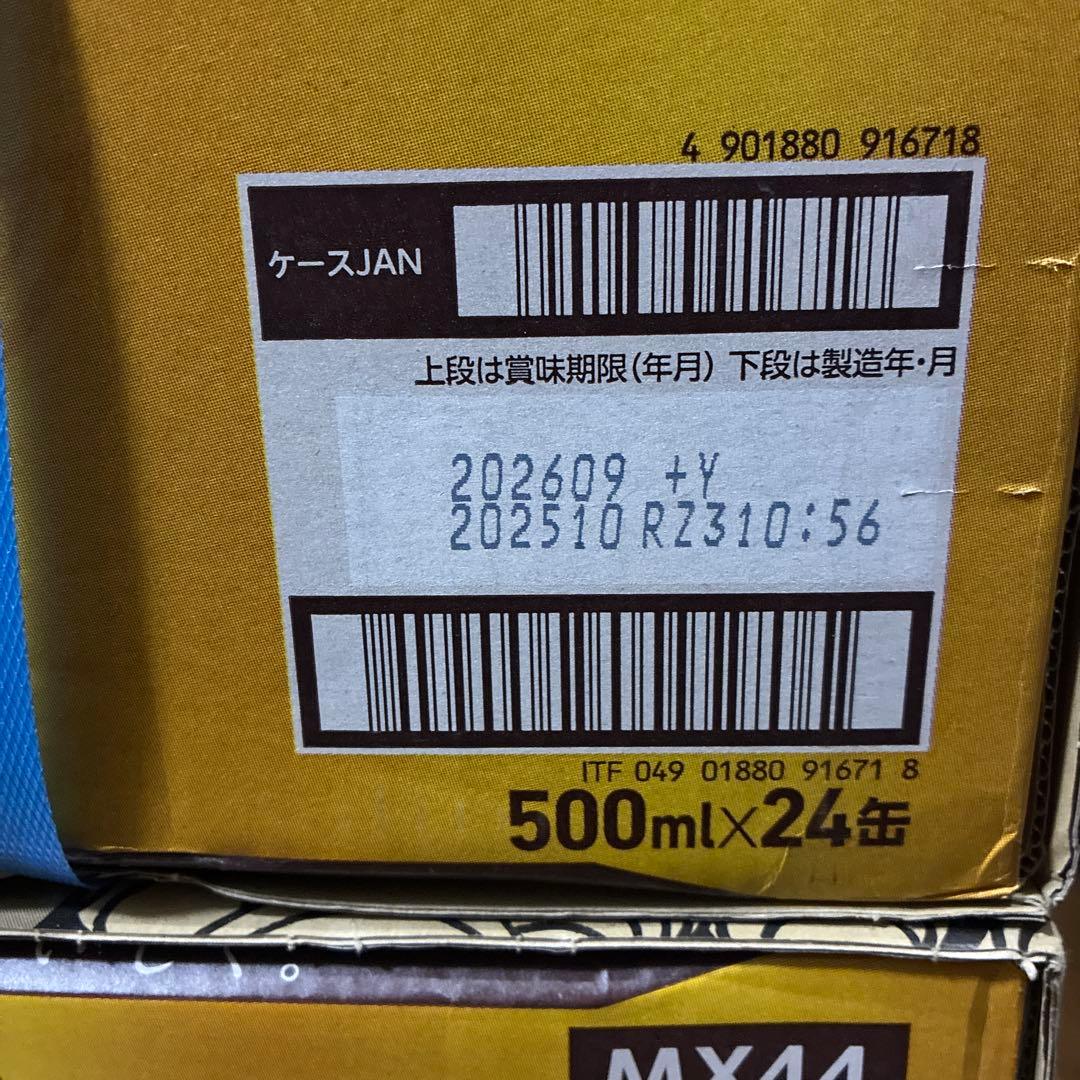 4 901880 916718
ケースJAN
上段は賞味期限(年月) 下段は製造年・月
202609 +Y
202510 RZ310:56
ITF 049 01880 91671 8
500ml×24缶
MX44